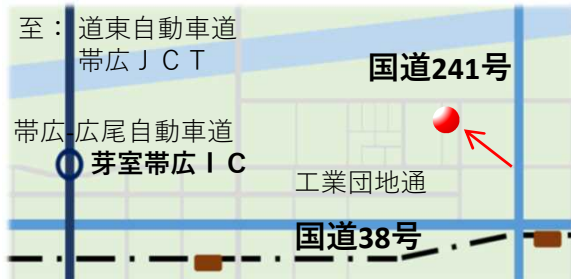 至： 道東自動車道
帯広ＪＣＴ
国道241号
帯広-広尾自動車道
芽室帯広ＩＣ
工業団地通
国道38号